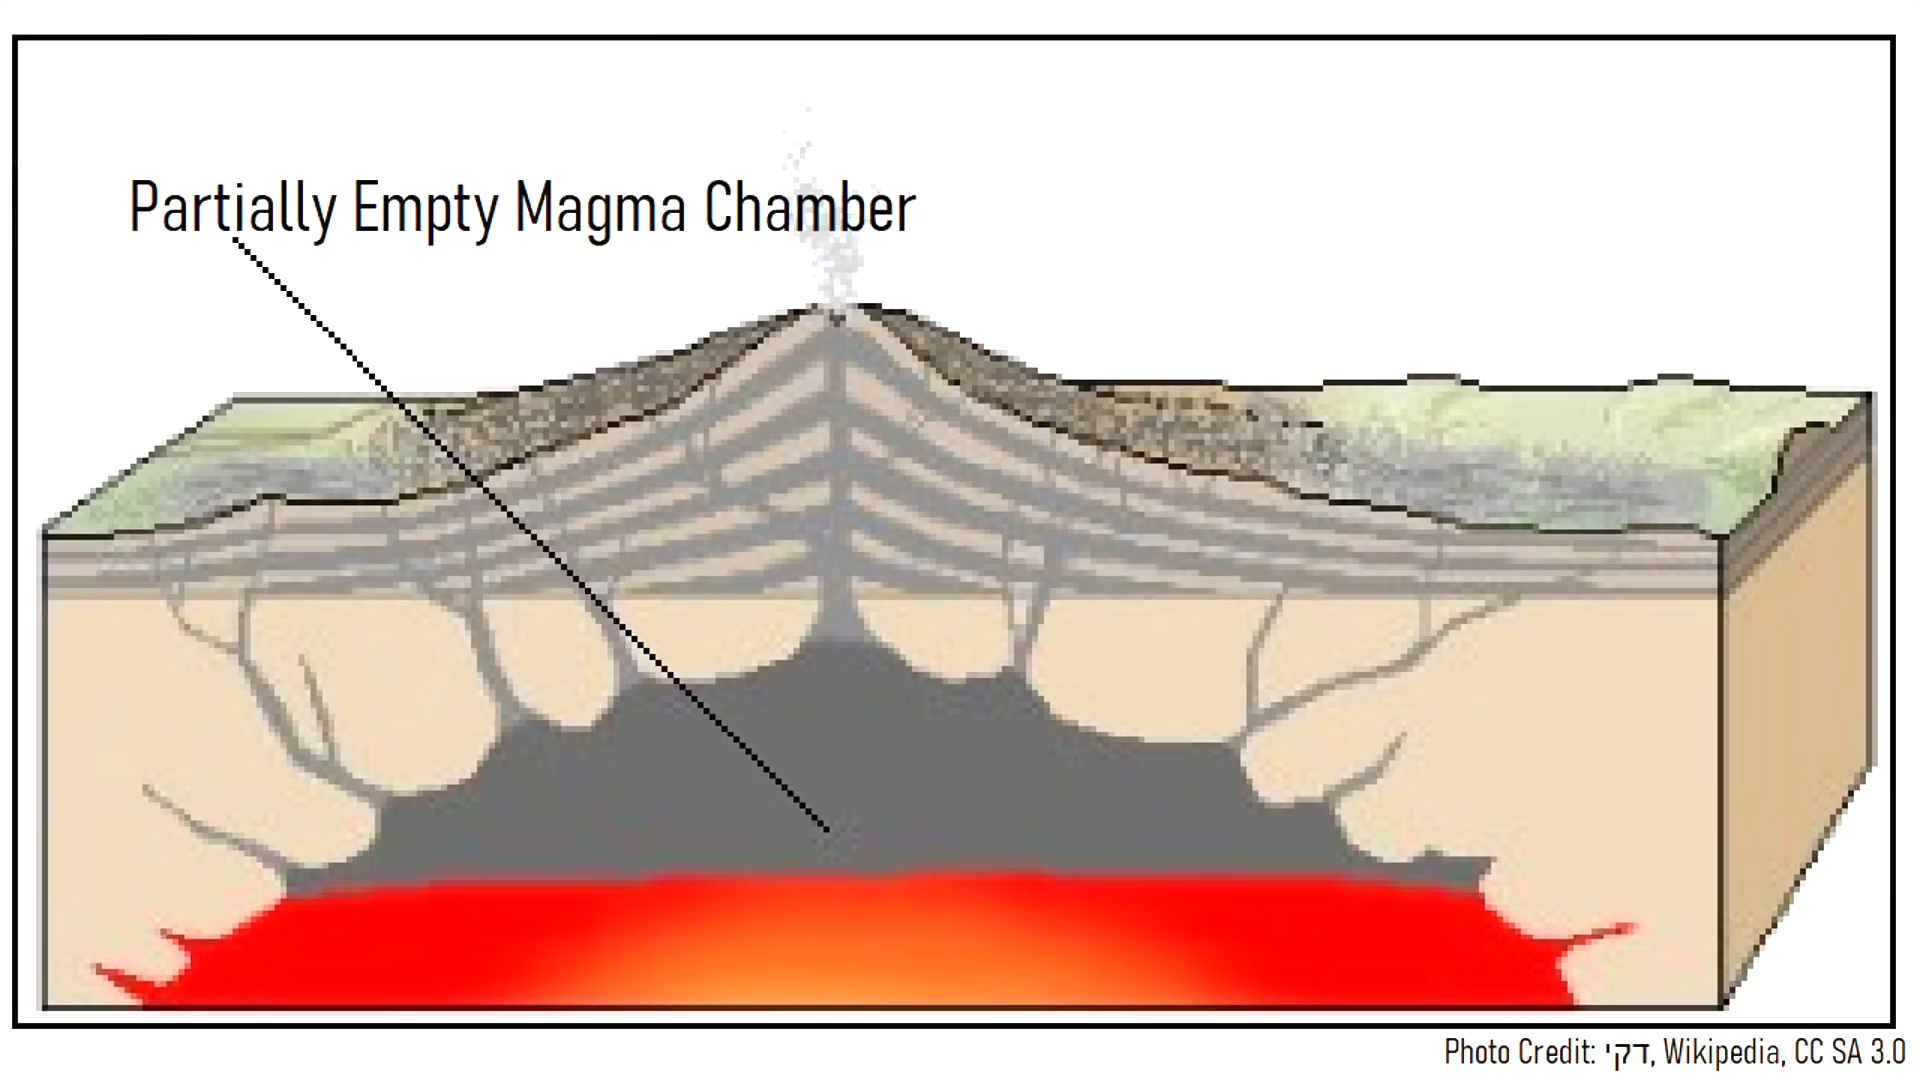 Partially Empty Magma Chamber
Photo Credit: דקי, Wikipedia, CC SA 3.0